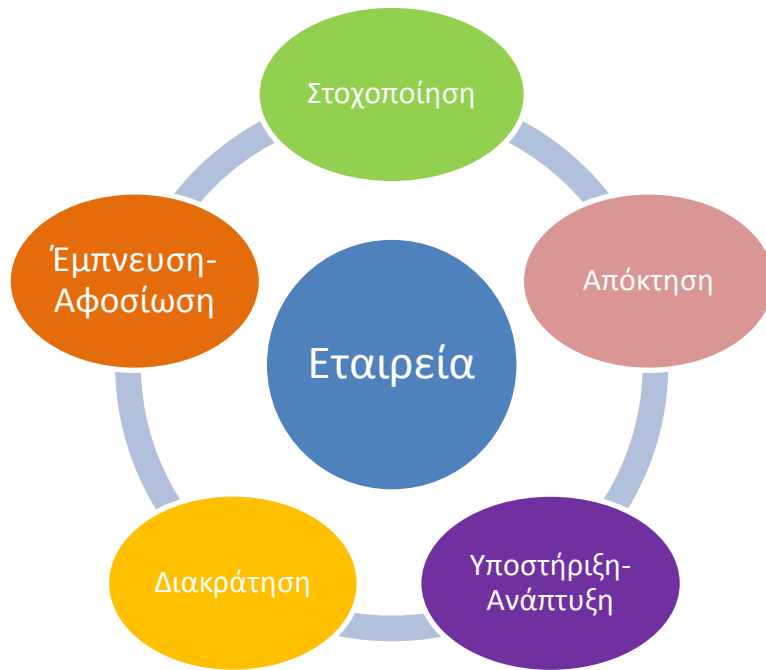 Στοχοποίηση
Απόκτηση
Υποστήριξη-
Ανάπτυξη
Διακράτηση
Έμπνευση-
Αφοσίωση
Εταιρεία